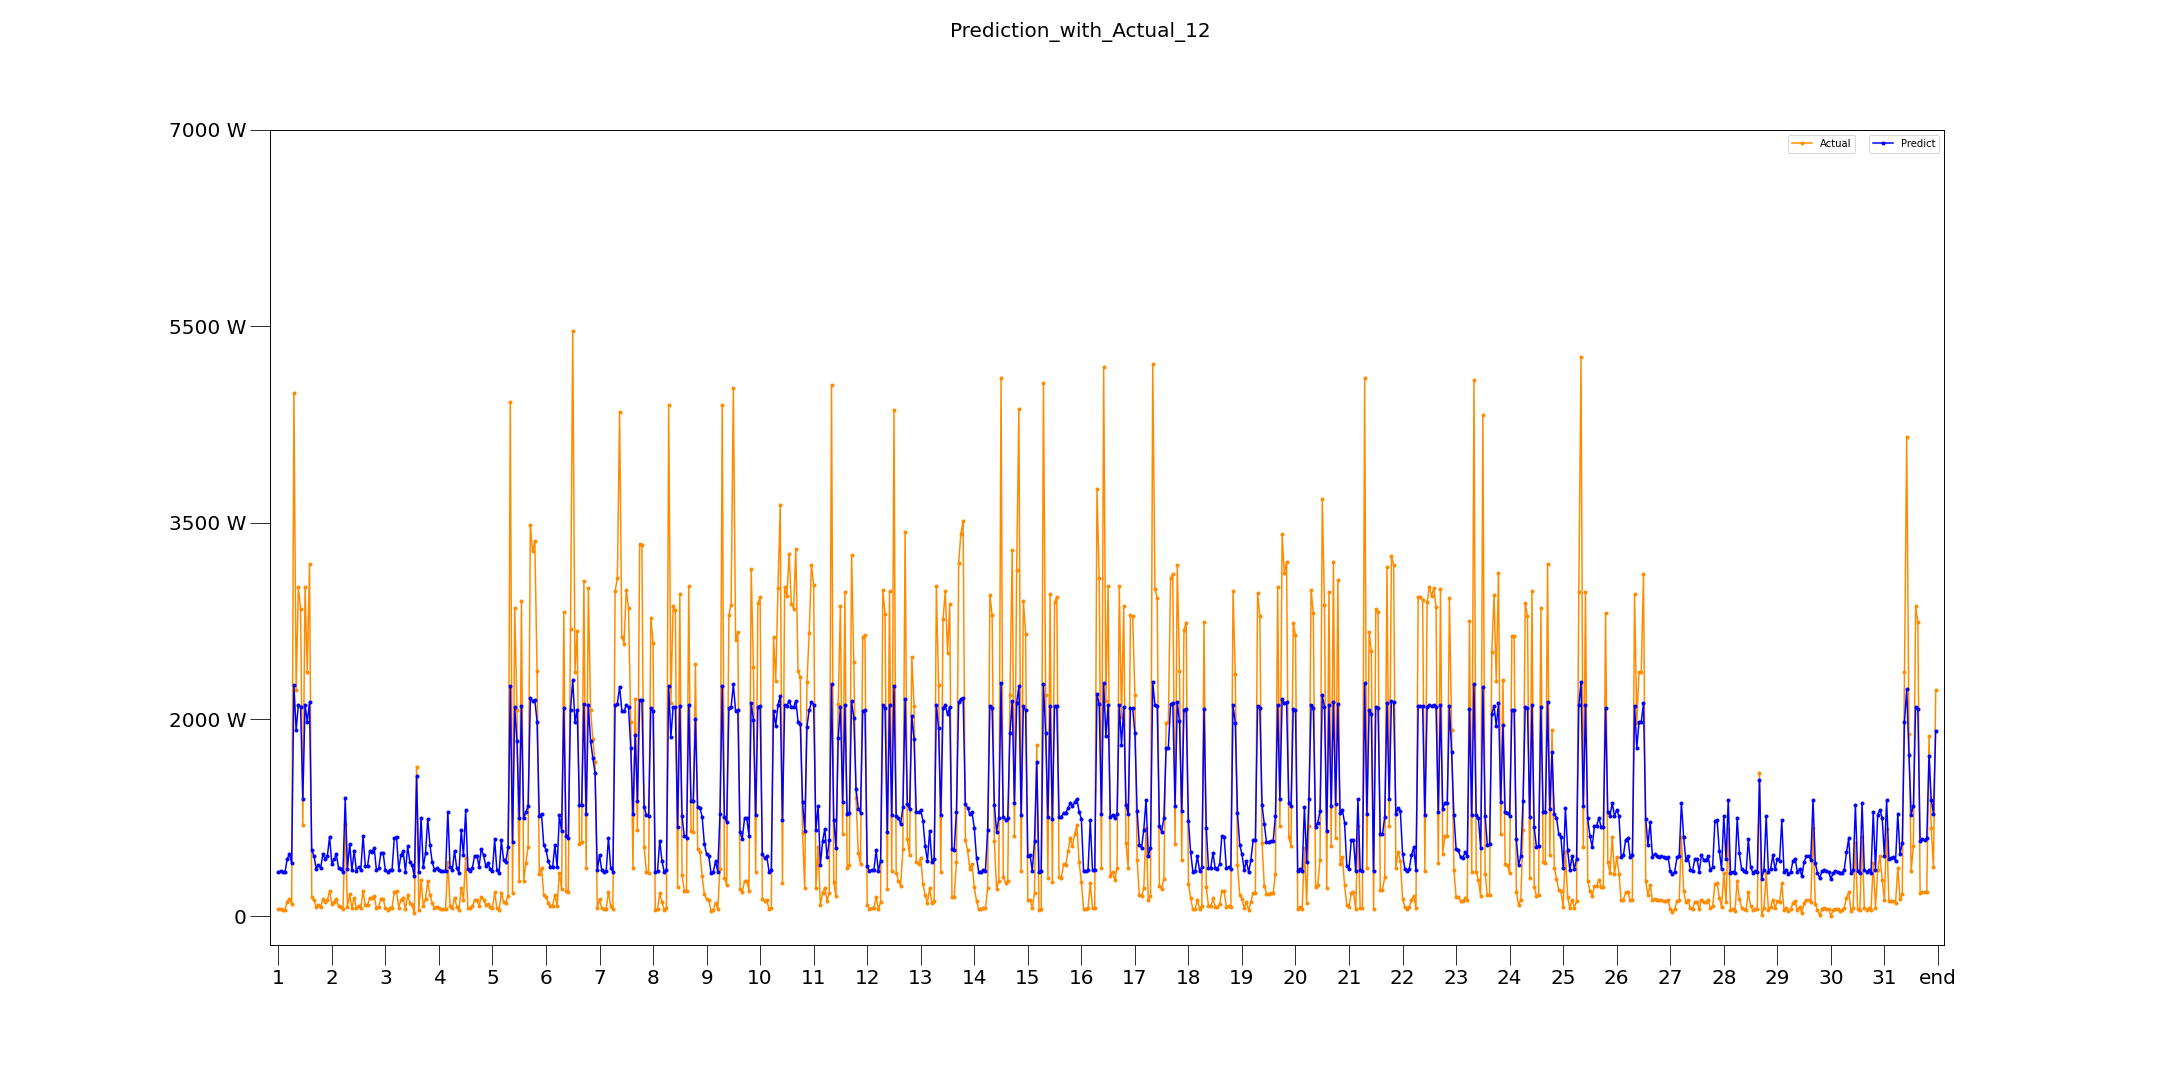 Prediction_with_Actual_12
7000 W
Actual Predict
5500 W
3500 W
2000 W
0
1 2 3 4 5 6 7 8 9 10 11 12 13 14 15 16 17 18 19 20 21 22 23 24 25 26 27 28 29 30 31 end